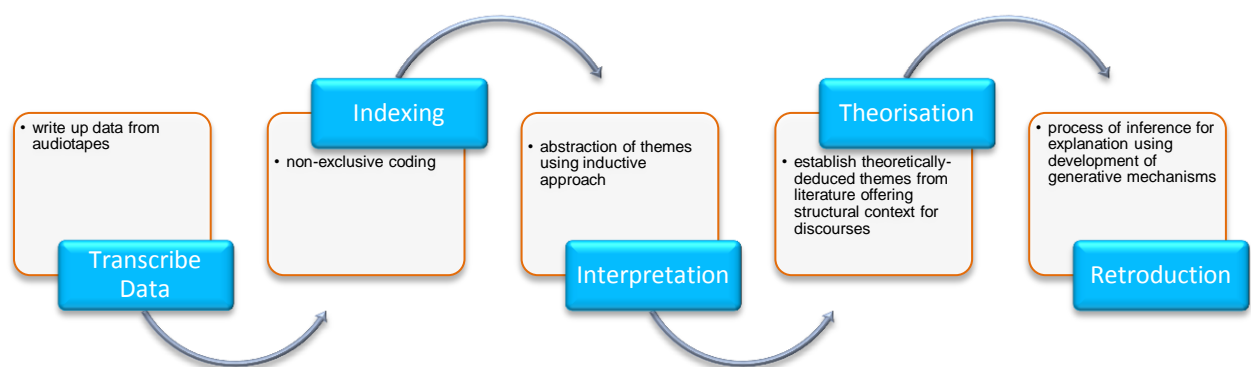 • write up data from
audiotapes
Transcribe
Data
Indexing
• non-exclusive coding
• abstraction of themes
using inductive
approach
Interpretation
Theorisation
• establish theoretically-
deduced themes from
literature offering
structural context for
discourses
• process of inference for
explanation using
development of
generative mechanisms
Retroduction